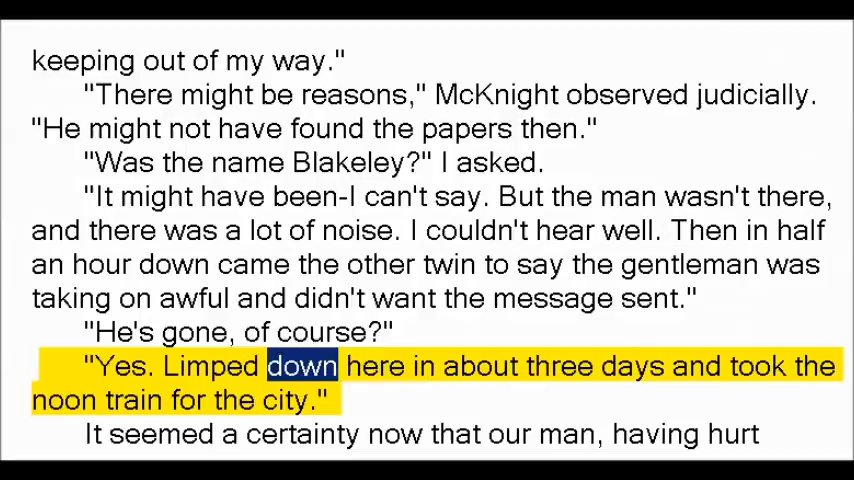 keeping out of my way."
"There might be reasons," McKnight observed judicially.
"He might not have found the papers then."
"Was the name Blakeley?" I asked.
"It might have been-I can't say. But the man wasn't there,
and there was a lot of noise. I couldn't hear well. Then in half
an hour down came the other twin to say the gentleman was
taking on awful and didn't want the message sent."
"He's gone, of course?"
"Yes. Limped down here in about three days and took the
noon train for the city."
It seemed a certainty now that our man, having hurt